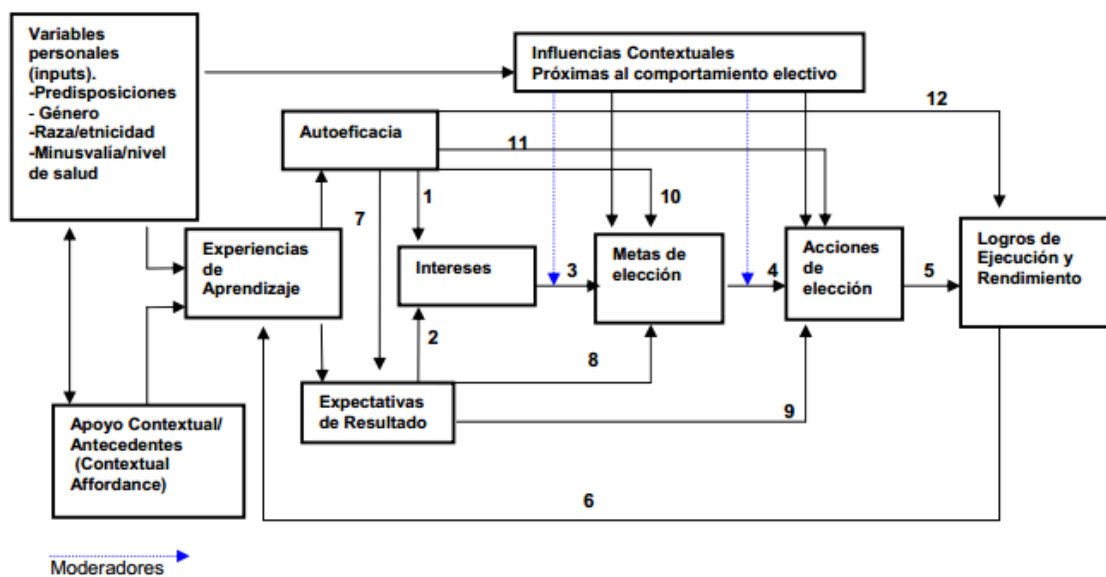 Variables
personales
(inputs).
-Predisposiciones
- Género
-Raza/etnicidad
-Minusvalía/nivel
de salud
Influencias Contextuales
Próximas al comportamiento electivo
12
Autoeficacia
11
1
10
7
Experiencias
de
Aprendizaje
Intereses
3
Metas de
elección
4
Acciones
de
elección
5
Logros de
Ejecución y
Rendimiento
2
8
Expectativas
de Resultado
9
Apoyo Contextual/
Antecedentes
(Contextual
Affordance)
6
Moderadores